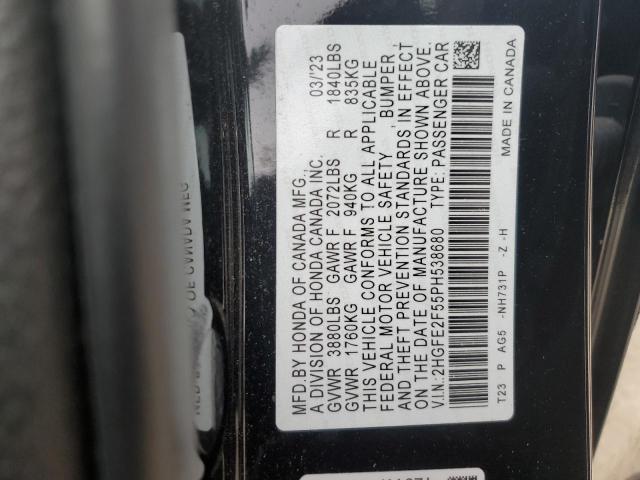 MFD.BY HONDA OF CANADA MFG.,
A DIVISION OF HONDA CANADA INC. 03/'23
GVWR 3880LBS GAWR F 2072LBS R 1840LBS
GVWR 1760KG GAWR F 940KG R 835KG
THIS VEHICLE CONFORMS TO ALL APPLICABLE
FEDERAL MOTOR VEHICLE SAFETY , BUMPER ,
AND THEFT PREVENTION STANDARDS IN EFFECT
ON THE DATE OF MANUFACTURE SHOWN ABOVE.
V.I.N.:2HGFE2F55PH538680 TYPE: PASSENGER CAR
T23 P AG5 -NH731P -Z -H MADE IN CANADA